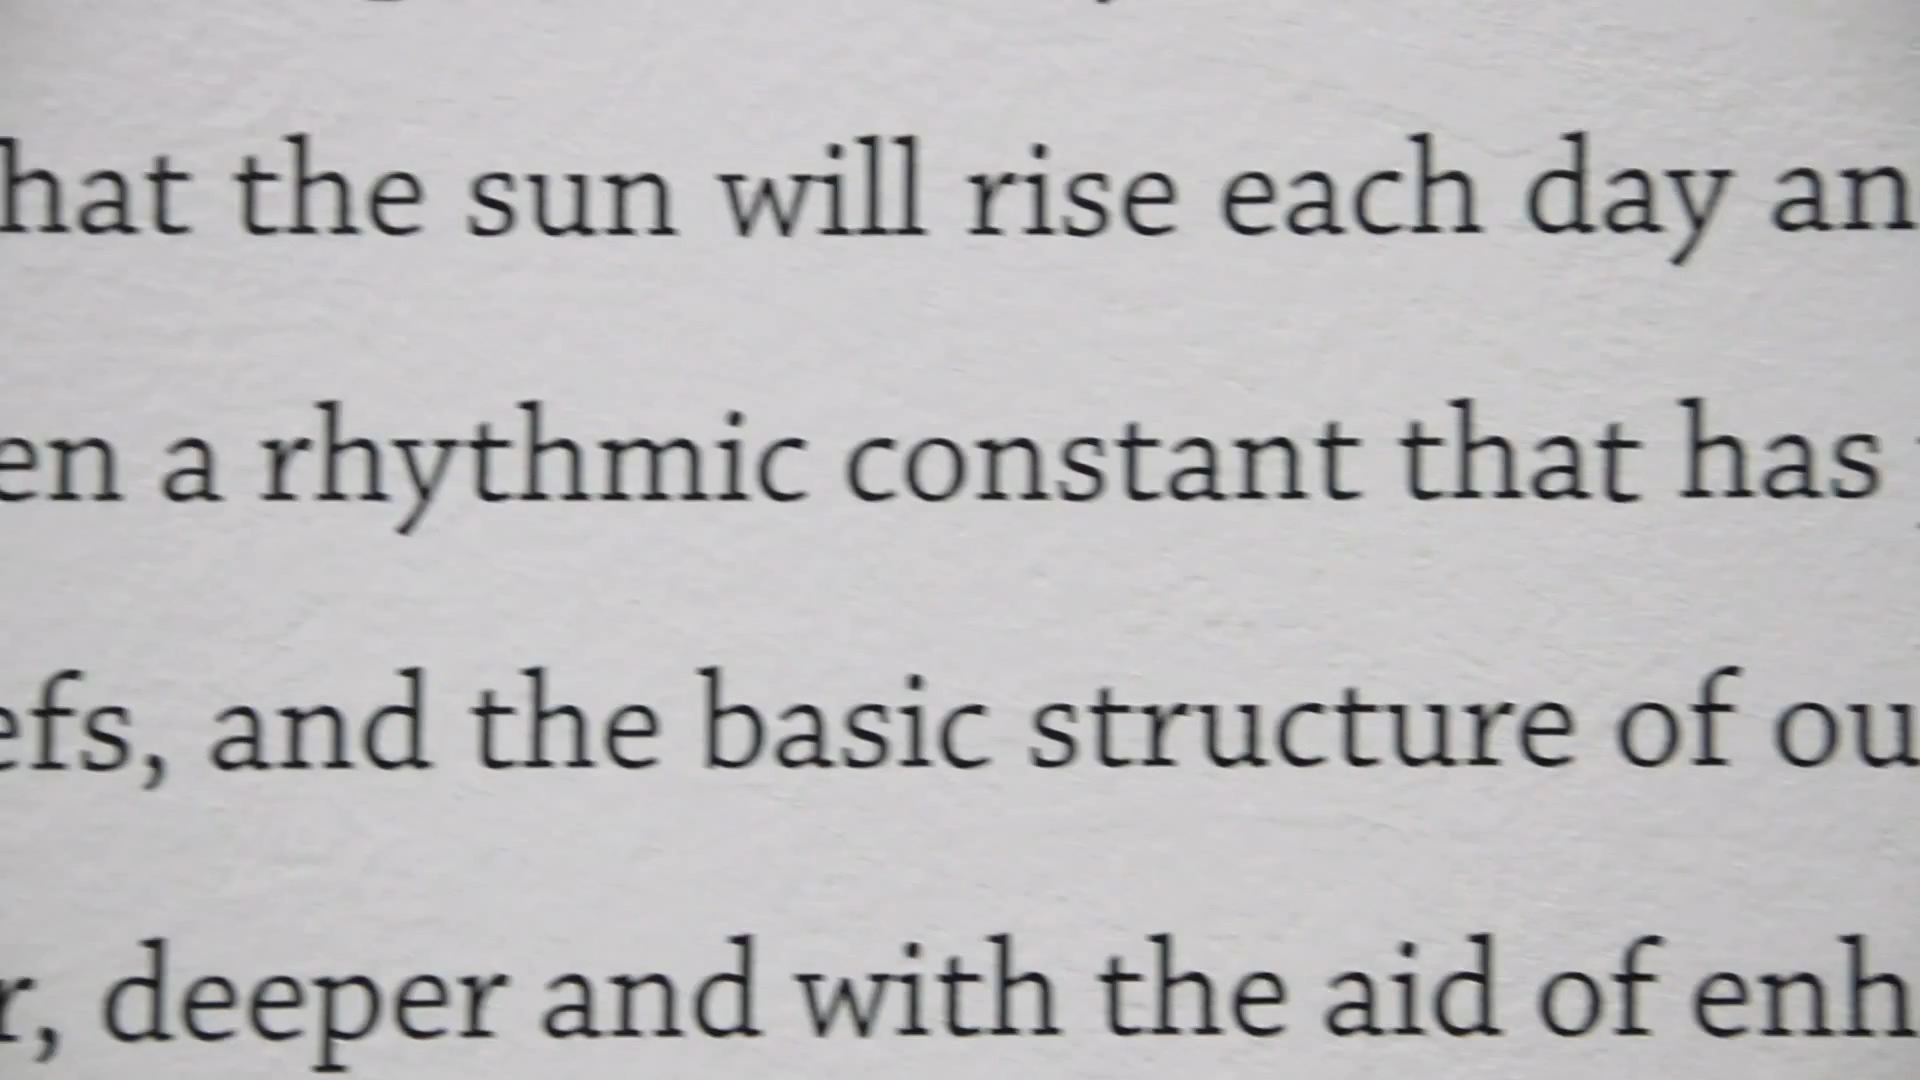 hat the sun will rise each day an
en a rhythmic constant that has
efs, and the basic structure of ou
r, deeper and with the aid of enh